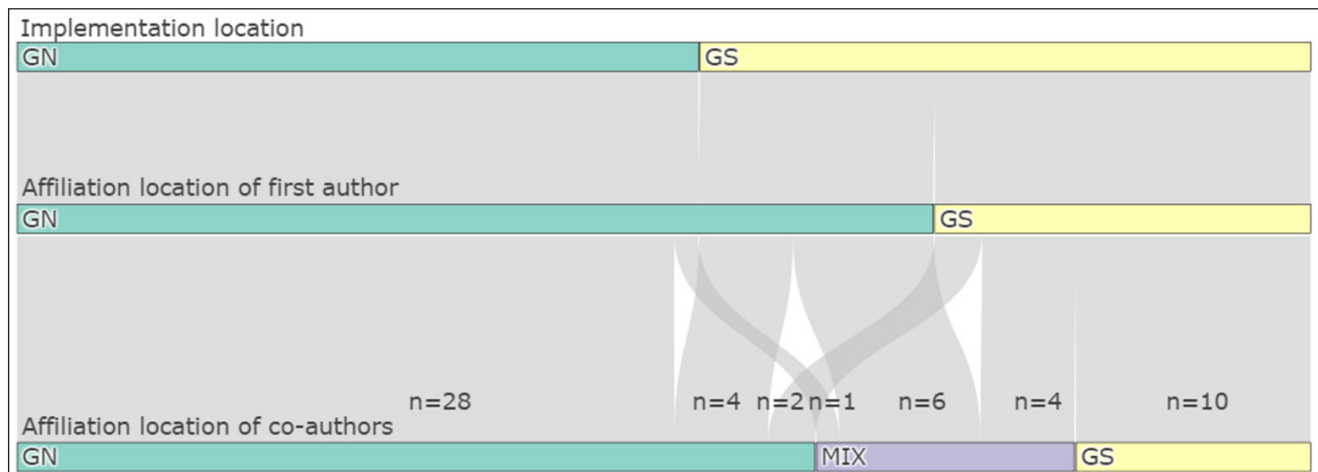 Implementation location
GN GS
Affiliation location of first author
GN GS
n=28 n=4 n=2 n=1 n=6 n=4 n=10
Affiliation location of co-authors
GN MIX GS